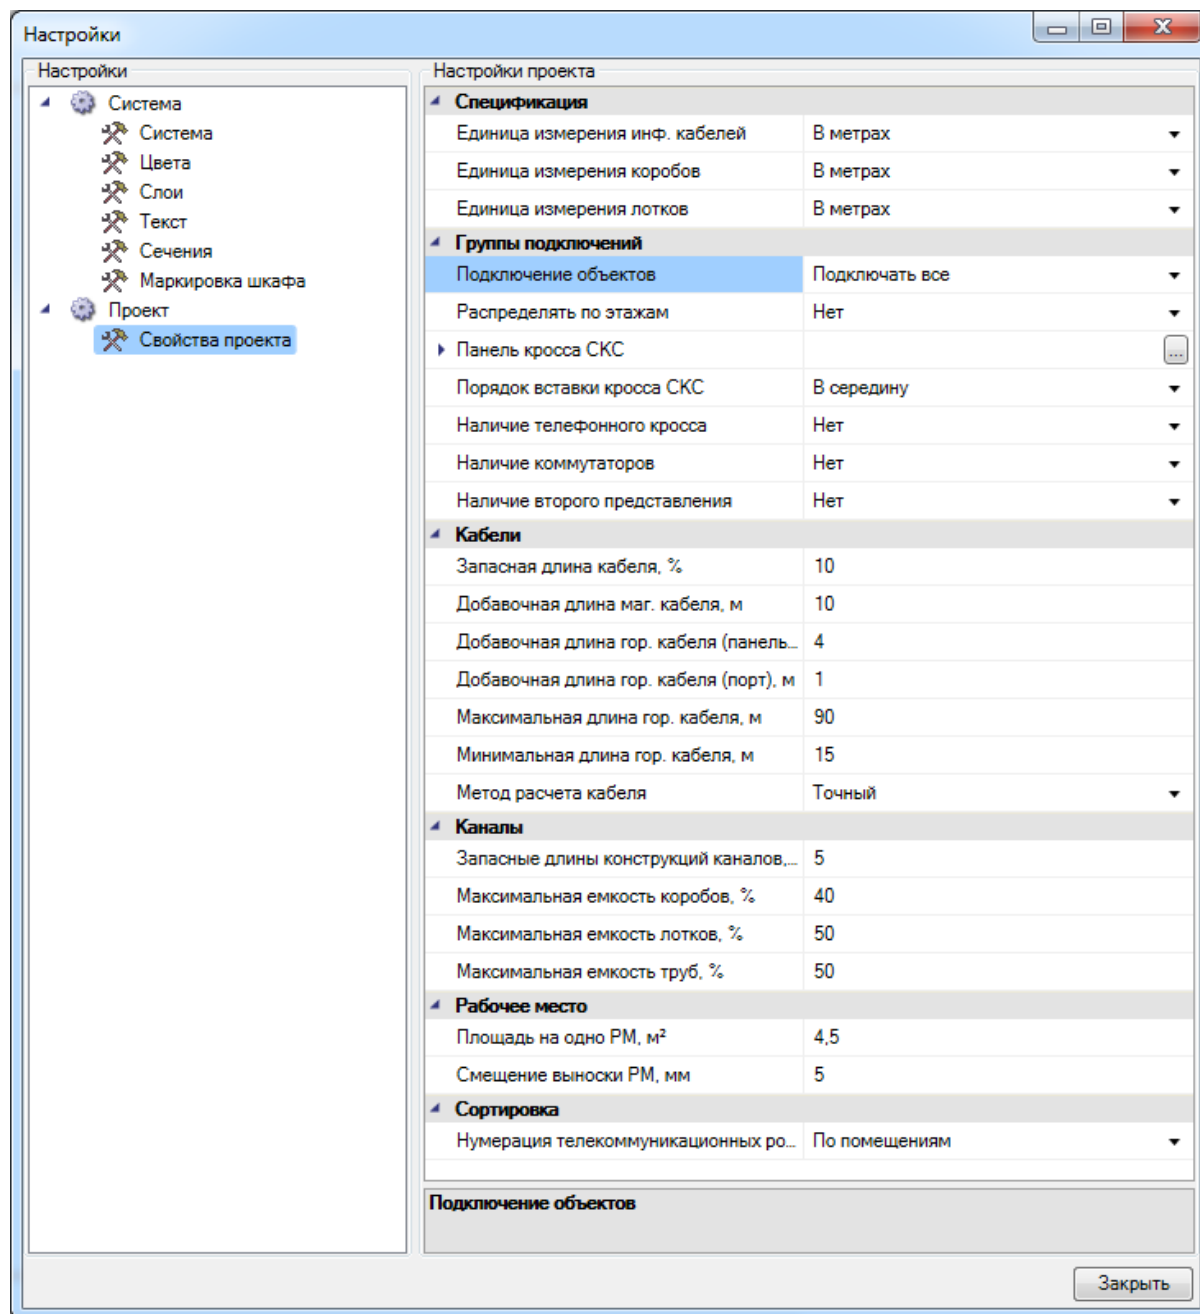 Настройки
Настройки
Система
Система
Цвета
Слои
Текст
Сечения
Маркировка шкафа
Проект
Свойства проекта
Настройки проекта
Спецификация
Единица измерения инф. кабелей В метрах
Единица измерения коробов В метрах
Единица измерения лотков В метрах
Группы подключений
Подключение объектов Подключать все
Распределять по этажам Нет
Панель кросса СКС ...
Порядок вставки кросса СКС В середину
Наличие телефонного кросса Нет
Наличие коммутаторов Нет
Наличие второго представления Нет
Кабели
Запасная длина кабеля, % 10
Добавочная длина маг. кабеля, м 10
Добавочная длина гор. кабеля (панель... 4
Добавочная длина гор. кабеля (порт), м 1
Максимальная длина гор. кабеля, м 90
Минимальная длина гор. кабеля, м 15
Метод расчета кабеля Точный
Каналы
Запасные длины конструкций каналов,... 5
Максимальная емкость коробов, % 40
Максимальная емкость лотков, % 50
Максимальная емкость труб, % 50
Рабочее место
Площадь на одно РМ, м² 4,5
Смещение выноски РМ, мм 5
Сортировка
Нумерация телекоммуникационных ро... По помещениям
Подключение объектов
Закрыть